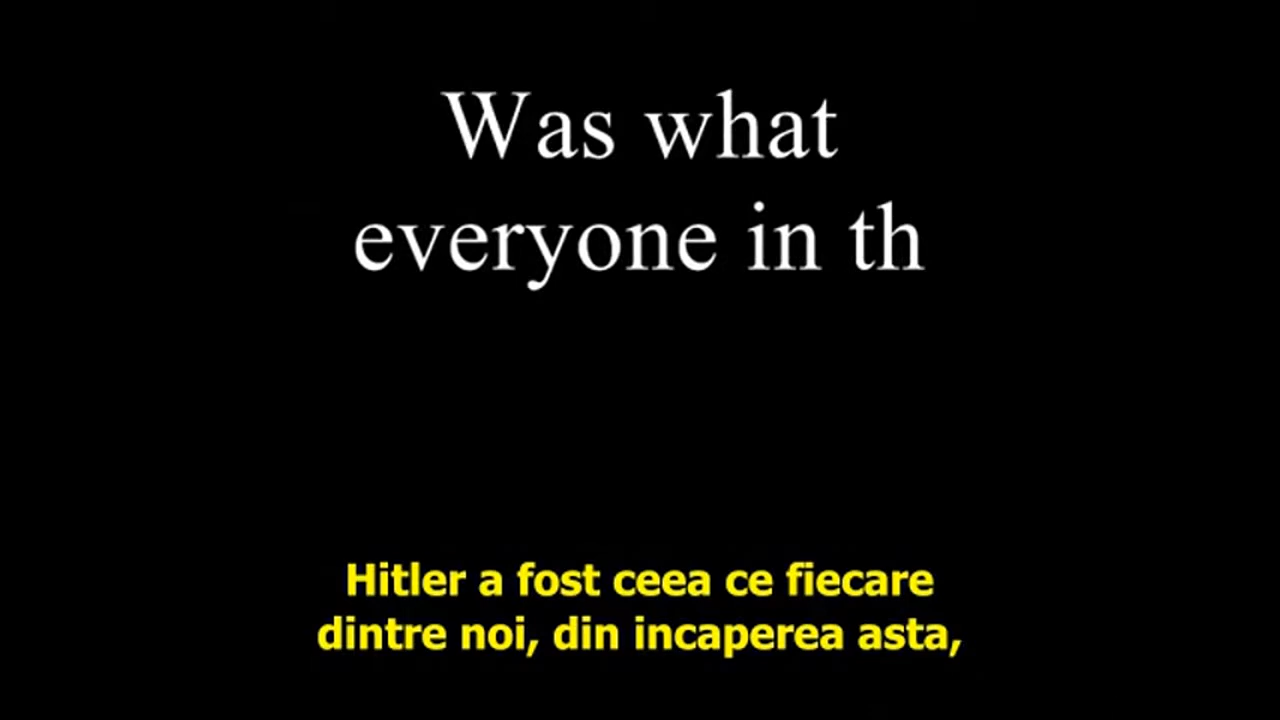 Was what
everyone in th
Hitler a fost ceea ce fiecare
dintre noi, din incaperea asta,